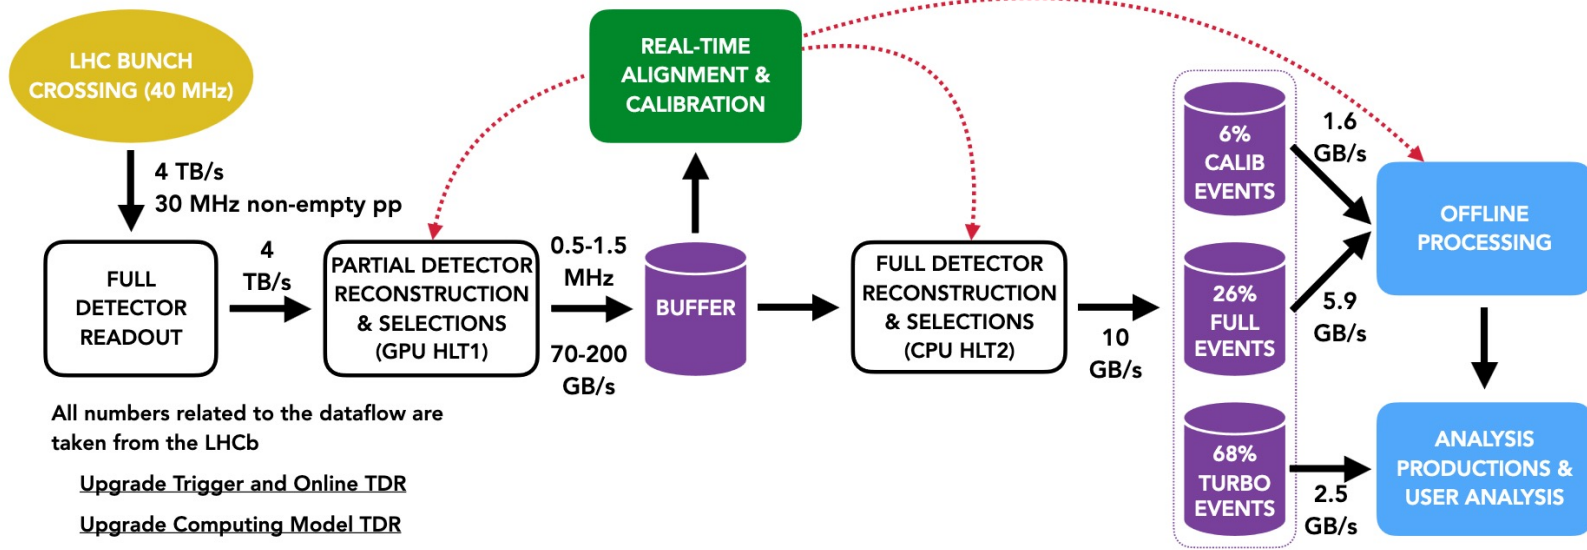 LHC BUNCH
CROSSING (40 MHz)
4 TB/s
30 MHz non-empty pp
FULL
DETECTOR
READOUT
4
TB/s
PARTIAL DETECTOR
RECONSTRUCTION
& SELECTIONS
(GPU HLT1)
0.5-1.5
MHz
70-200
GB/s
REAL-TIME
ALIGNMENT &
CALIBRATION
BUFFER
FULL DETECTOR
RECONSTRUCTION
& SELECTIONS
(CPU HLT2)
10
GB/s
6%
CALIB
EVENTS
26%
FULL
EVENTS
68%
TURBO
EVENTS
1.6
GB/s
5.9
GB/s
2.5
GB/s
OFFLINE
PROCESSING
ANALYSIS
PRODUCTIONS &
USER ANALYSIS
All numbers related to the dataflow are
taken from the LHCb
Upgrade Trigger and Online TDR
Upgrade Computing Model TDR